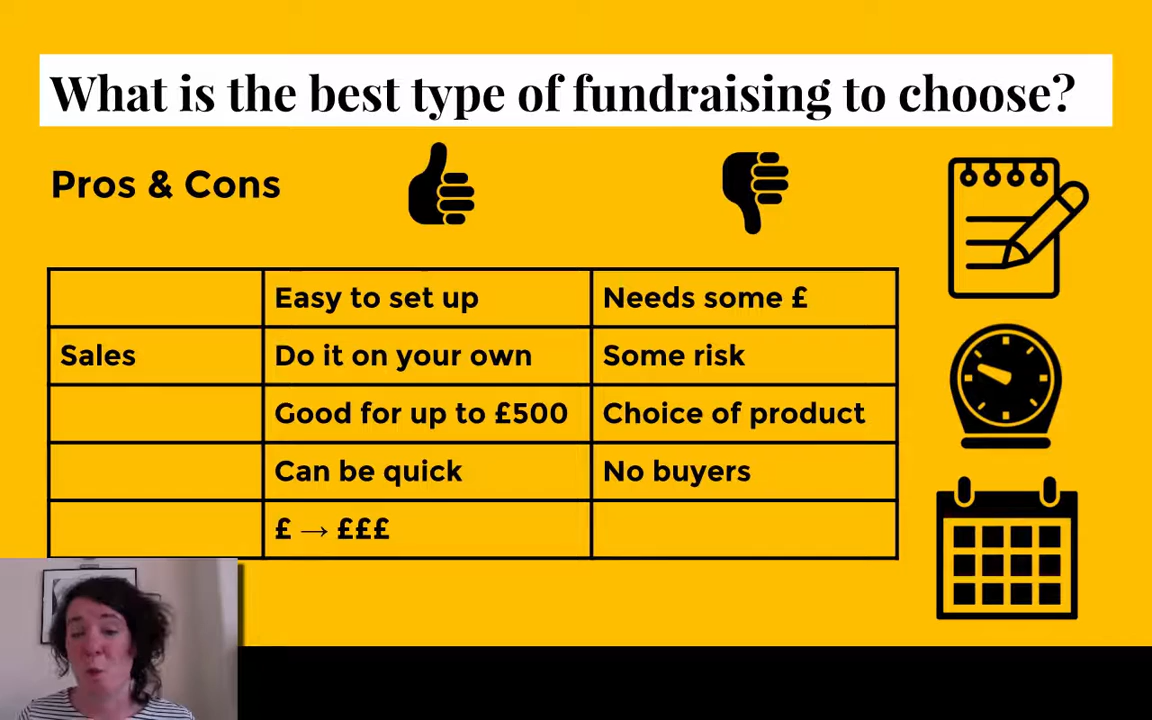 What is the best type of fundraising to choose?
Pros & Cons
Easy to set up
Needs some £
Sales
Do it on your own
Some risk
Good for up to £500
Choice of product
Can be quick
No buyers
£ → £££